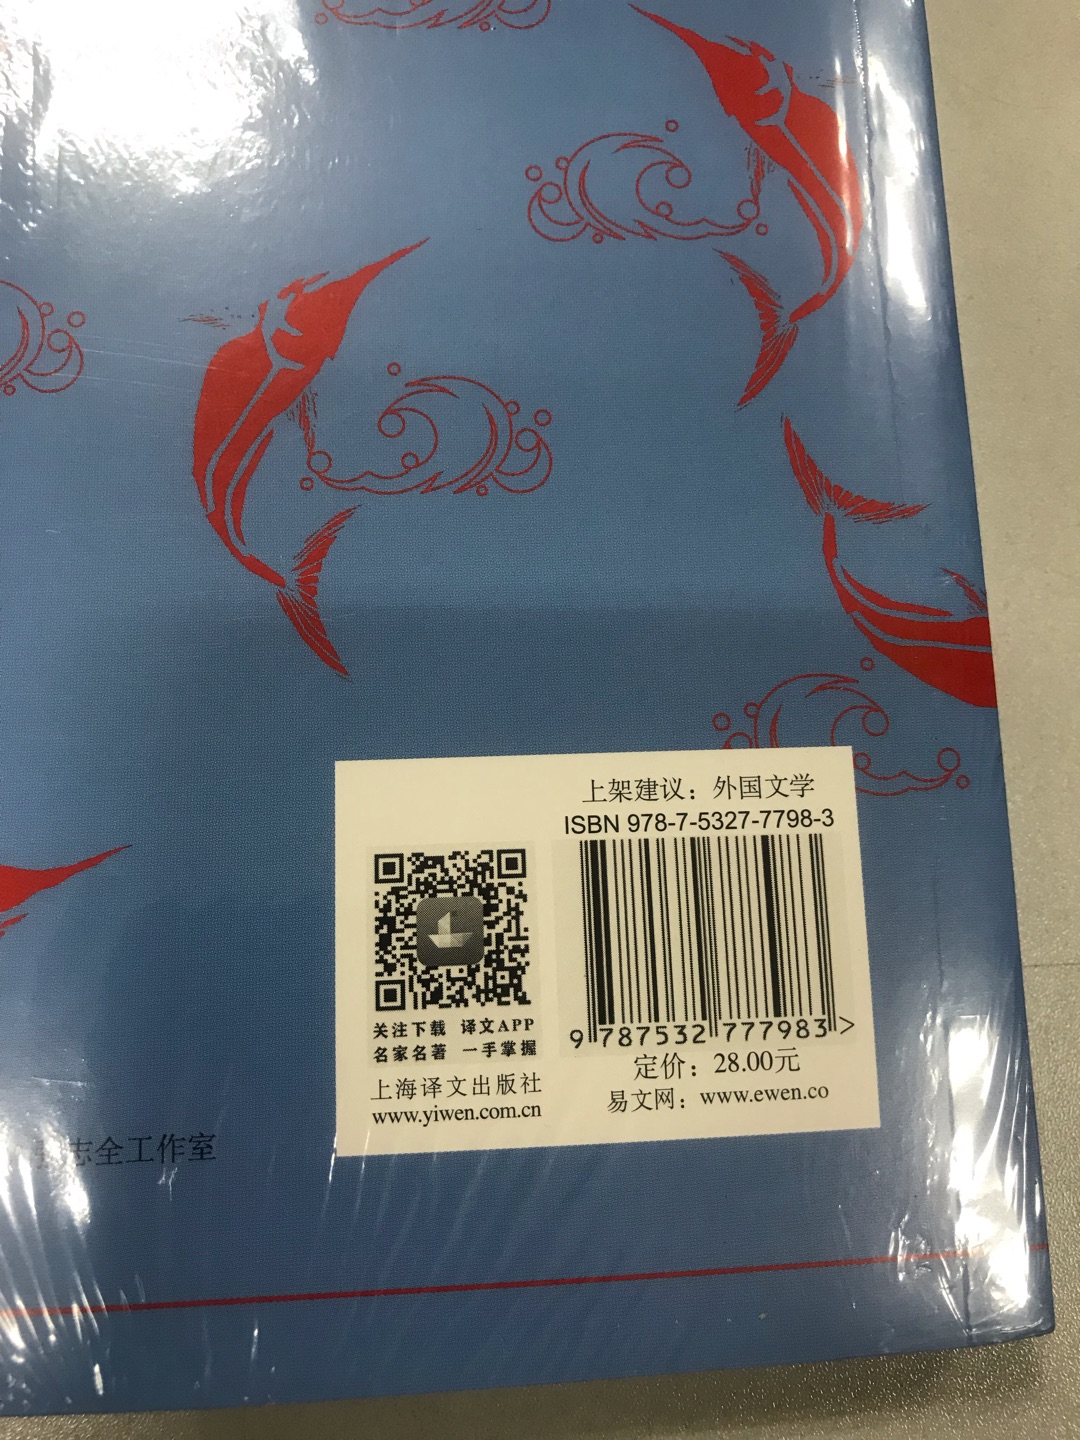 上架建议：外国文学
ISBN 978-7-5327-7798-3
9 787532 777983 >
定价：28.00元
易文网：www.ewen.co
关注下载 译文APP
名家名著 一手掌握
上海译文出版社
www.yiwen.com.cn
志全工作室